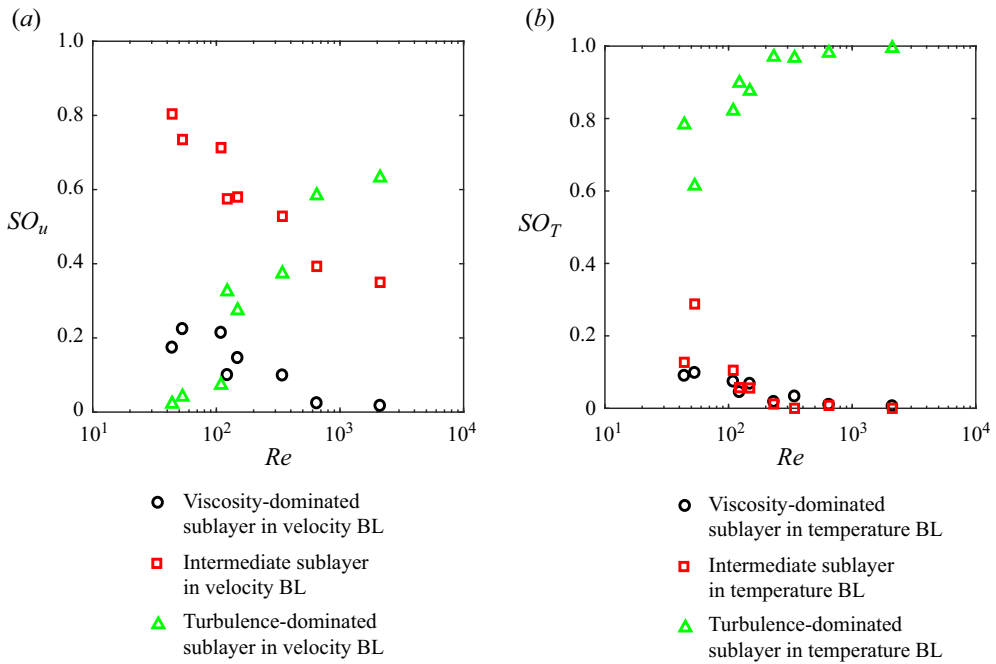 (a)
1.0
0.8
0.6
0.4
0.2
0
SO_u
10^1
10^2
10^3
10^4
Re
Viscosity-dominated
sublayer in velocity BL
Intermediate sublayer
in velocity BL
Turbulence-dominated
sublayer in velocity BL
(b)
1.0
0.8
0.6
0.4
0.2
0
SO_T
10^1
10^2
10^3
10^4
Re
Viscosity-dominated
sublayer in temperature BL
Intermediate sublayer
in temperature BL
Turbulence-dominated
sublayer in temperature BL